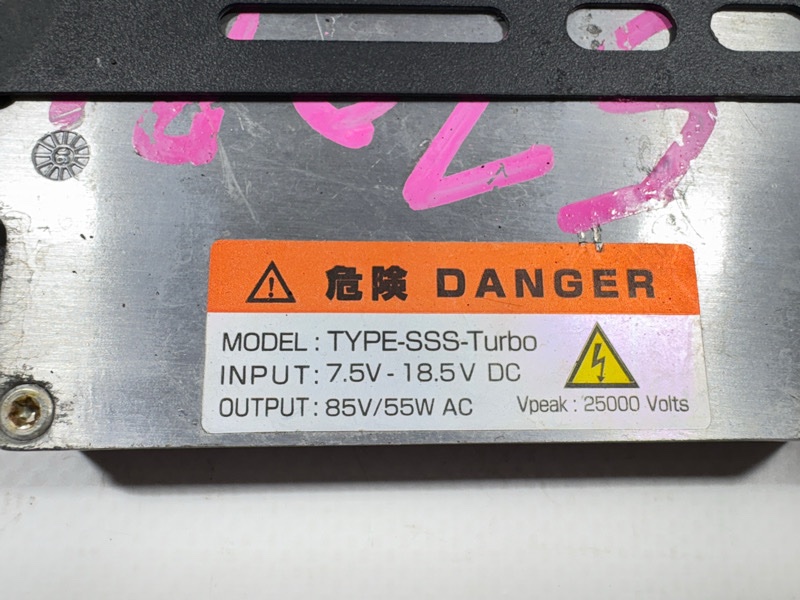 危険 DANGER
MODEL : TYPE-SSS-Turbo
INPUT : 7.5V - 18.5V DC
OUTPUT : 85V/55W AC
Vpeak : 25000 Volts